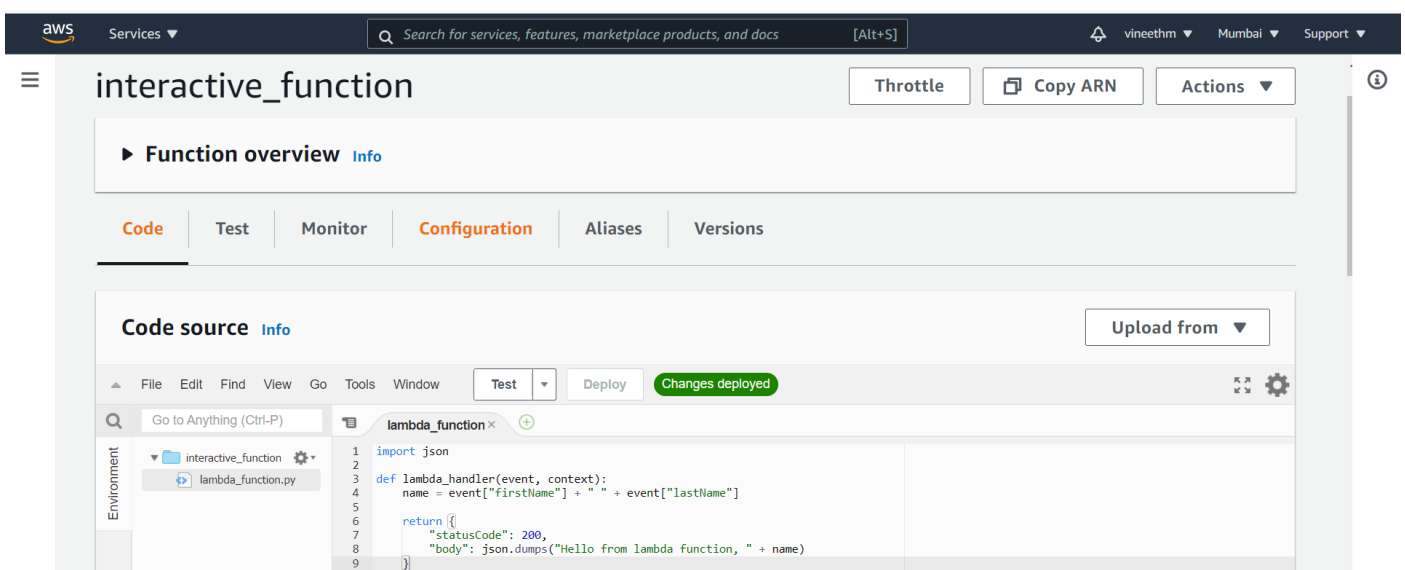 aws Services ▼ Search for services, features, marketplace products, and docs [Alt+S] vineethm ▼ Mumbai ▼ Support ▼
interactive_function Throttle Copy ARN Actions ▼
▶ Function overview Info
Code Test Monitor Configuration Aliases Versions
Code source Info Upload from ▼
File Edit Find View Go Tools Window Test Deploy Changes deployed
Go to Anything (Ctrl-P) lambda_function ×
Environment
interactive_function
lambda_function.py
1 import json
2
3 def lambda_handler(event, context):
4 name = event["firstName"] + " " + event["lastName"]
5
6 return {
7 "statusCode": 200,
8 "body": json.dumps("Hello from lambda function, " + name)
9 }